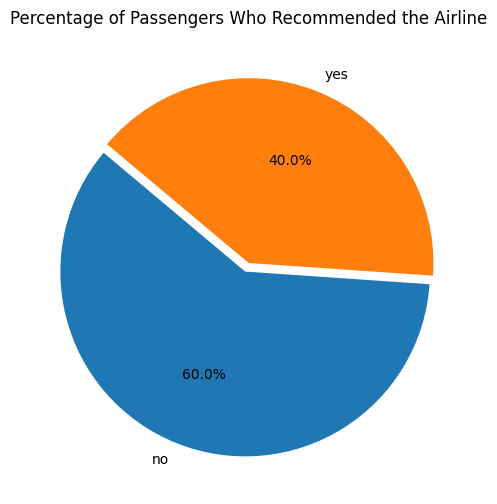 Percentage of Passengers Who Recommended the Airline
yes
40.0%
60.0%
no